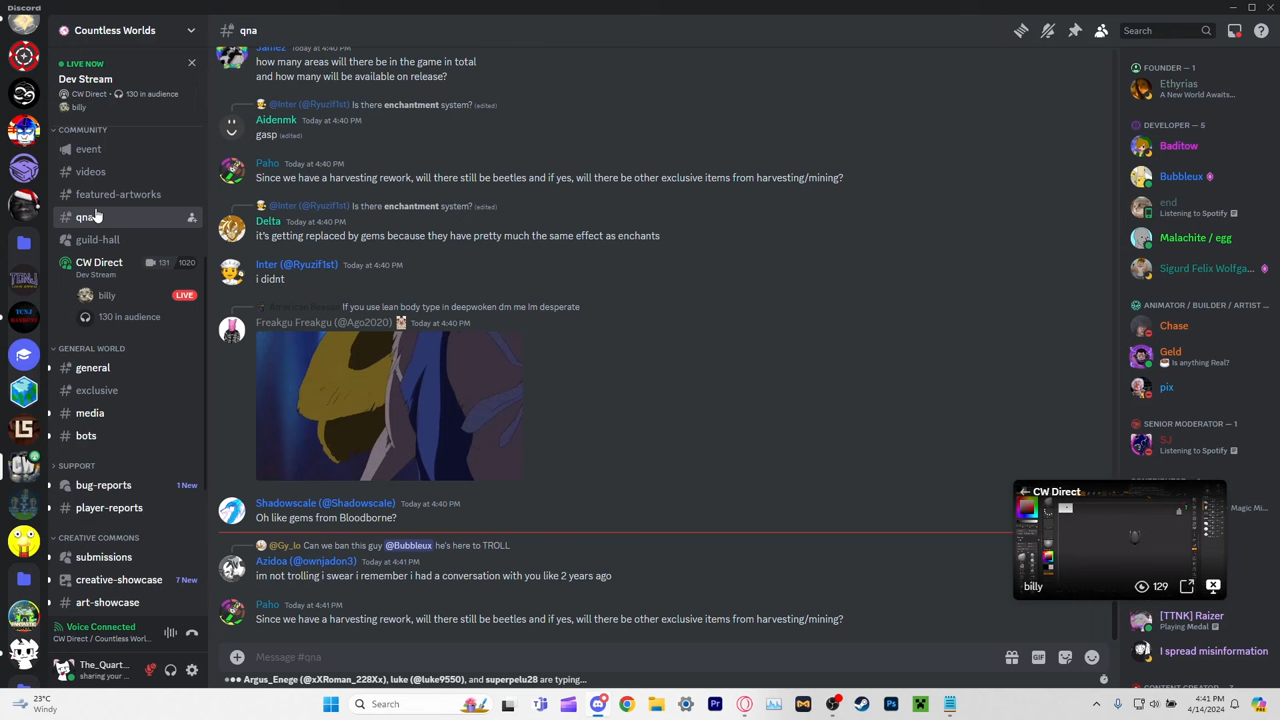 Discord
Countless Worlds
qna
Search
LIVE NOW
Dev Stream
CW Direct • 130 in audience
billy
COMMUNITY
event
videos
featured-artworks
qna
guild-hall
CW Direct
131
1020
Dev Stream
billy
LIVE
130 in audience
GENERAL WORLD
general
exclusive
media
bots
SUPPORT
bug-reports
1 New
player-reports
CREATIVE COMMONS
submissions
creative-showcase
7 New
art-showcase
Voice Connected
CW Direct / Countless Worl...
The_Quart...
sharing your ...
Jamez Today at 4:40 PM
how many areas will there be in the game in total
and how many will be available on release?
@Inter (@Ryuzif1st) Is there enchantment system? (edited)
Aidenmk Today at 4:40 PM
gasp (edited)
Paho Today at 4:40 PM
Since we have a harvesting rework, will there still be beetles and if yes, will there be other exclusive items from harvesting/mining?
@Inter (@Ryuzif1st) Is there enchantment system? (edited)
Delta Today at 4:40 PM
it's getting replaced by gems because they have pretty much the same effect as enchants
Inter (@Ryuzif1st) Today at 4:40 PM
i didnt
If you use lean body type in deepwoken dm me Im desperate
Freakgu Freakgu (@Ago2020) Today at 4:40 PM
Shadowscale (@Shadowscale) Today at 4:40 PM
Oh like gems from Bloodborne?
@Gy_lo Can we ban this guy @Bubbleux he's here to TROLL
Azidoa (@ownjadon3) Today at 4:41 PM
im not trolling i swear i remember i had a conversation with you like 2 years ago
Paho Today at 4:41 PM
Since we have a harvesting rework, will there still be beetles and if yes, will there be other exclusive items from harvesting/mining?
Message #qna
GIF
Argus_Enege (@xXRoman_228Xx), luke (@luke9550), and superpelu28 are typing...
FOUNDER — 1
Ethyrias
A New World Awaits...
DEVELOPER — 5
Baditow
Bubbleux
end
Listening to Spotify
Malachite / egg
Sigurd Felix Wolfga...
ANIMATOR / BUILDER / ARTIST ...
Chase
Geld
Is anything Real?
pix
SENIOR MODERATOR — 1
SJ
Listening to Spotify
CW Direct
billy
129
Magic Mi...
[TTNK] Raizer
Playing Medal
I spread misinformation
23°C
Windy
Search
Pr
Ps
4:41 PM
4/14/2024